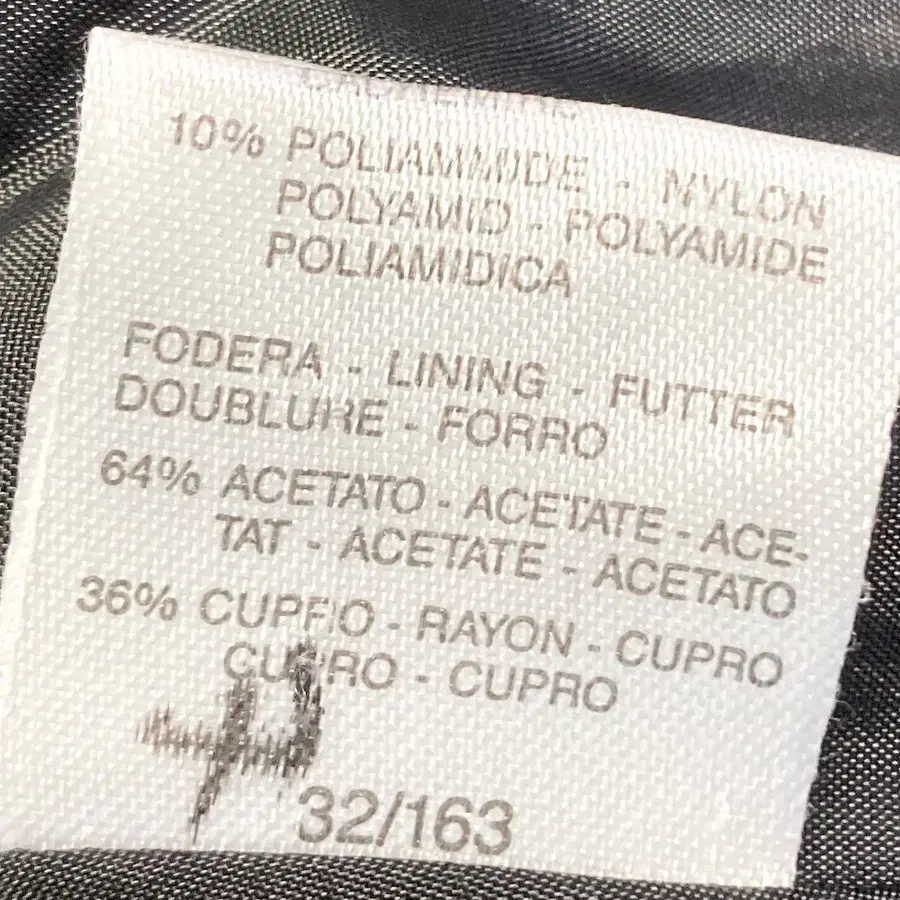 10% POLIAMMIDE - NYLON
POLYAMID - POLYAMIDE
POLIAMIDICA
FODERA - LINING - FUTTER
DOUBLURE - FORRO
64% ACETATO - ACETATE - ACE-
TAT - ACETATE - ACETATO
36% CUPRO - RAYON - CUPRO
CUPRO - CUPRO
32/163